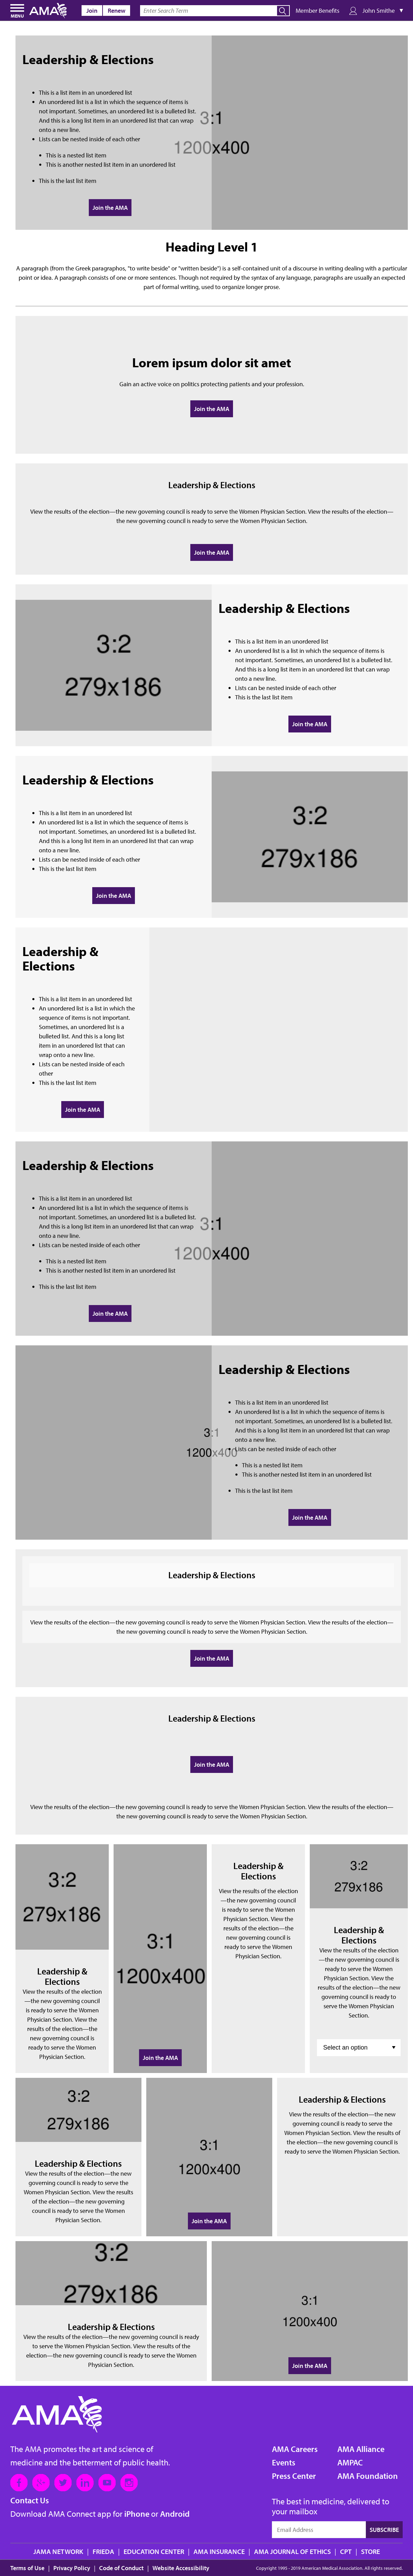 MENU
AMA
Join
Renew
Enter Search Term
Member Benefits
John Smithe
Leadership & Elections
This is a list item in an unordered list
An unordered list is a list in which the sequence of items is
not important. Sometimes, an unordered list is a bulleted list.
And this is a long list item in an unordered list that can wrap
onto a new line.
Lists can be nested inside of each other
This is a nested list item
This is another nested list item in an unordered list
This is the last list item
Join the AMA
3:1
1200x400
Heading Level 1
A paragraph (from the Greek paragraphos, "to write beside" or "written beside") is a self-contained unit of a discourse in writing dealing with a particular
point or idea. A paragraph consists of one or more sentences. Though not required by the syntax of any language, paragraphs are usually an expected
part of formal writing, used to organize longer prose.
Lorem ipsum dolor sit amet
Gain an active voice on politics protecting patients and your profession.
Join the AMA
Leadership & Elections
View the results of the election—the new governing council is ready to serve the Women Physician Section. View the results of the election—
the new governing council is ready to serve the Women Physician Section.
Join the AMA
3:2
279x186
Leadership & Elections
This is a list item in an unordered list
An unordered list is a list in which the sequence of items is
not important. Sometimes, an unordered list is a bulleted list.
And this is a long list item in an unordered list that can wrap
onto a new line.
Lists can be nested inside of each other
This is the last list item
Join the AMA
Leadership & Elections
This is a list item in an unordered list
An unordered list is a list in which the sequence of items is
not important. Sometimes, an unordered list is a bulleted list.
And this is a long list item in an unordered list that can wrap
onto a new line.
Lists can be nested inside of each other
This is the last list item
Join the AMA
3:2
279x186
Leadership &
Elections
This is a list item in an unordered list
An unordered list is a list in which the
sequence of items is not important.
Sometimes, an unordered list is a
bulleted list. And this is a long list
item in an unordered list that can
wrap onto a new line.
Lists can be nested inside of each
other
This is the last list item
Join the AMA
Leadership & Elections
This is a list item in an unordered list
An unordered list is a list in which the sequence of items is
not important. Sometimes, an unordered list is a bulleted list.
And this is a long list item in an unordered list that can wrap
onto a new line.
Lists can be nested inside of each other
This is a nested list item
This is another nested list item in an unordered list
This is the last list item
Join the AMA
3:1
1200x400
Leadership & Elections
This is a list item in an unordered list
An unordered list is a list in which the sequence of items is
not important. Sometimes, an unordered list is a bulleted list.
And this is a long list item in an unordered list that can wrap
onto a new line.
Lists can be nested inside of each other
This is a nested list item
This is another nested list item in an unordered list
This is the last list item
Join the AMA
3:1
1200x400
Leadership & Elections
View the results of the election—the new governing council is ready to serve the Women Physician Section. View the results of the election—
the new governing council is ready to serve the Women Physician Section.
Join the AMA
Leadership & Elections
Join the AMA
View the results of the election—the new governing council is ready to serve the Women Physician Section. View the results of the election—
the new governing council is ready to serve the Women Physician Section.
3:2
279x186
Leadership &
Elections
View the results of the election
—the new governing council
is ready to serve the Women
Physician Section. View the
results of the election—the
new governing council is
ready to serve the Women
Physician Section.
3:1
1200x400
Join the AMA
Leadership &
Elections
View the results of the election
—the new governing council
is ready to serve the Women
Physician Section. View the
results of the election—the
new governing council is
ready to serve the Women
Physician Section.
3:2
279x186
Leadership &
Elections
View the results of the election
—the new governing council is
ready to serve the Women
Physician Section. View the
results of the election—the new
governing council is ready to
serve the Women Physician
Section.
Select an option
3:2
279x186
Leadership & Elections
View the results of the election—the new
governing council is ready to serve the
Women Physician Section. View the results
of the election—the new governing
council is ready to serve the Women
Physician Section.
3:1
1200x400
Join the AMA
Leadership & Elections
View the results of the election—the new
governing council is ready to serve the
Women Physician Section. View the results of
the election—the new governing council is
ready to serve the Women Physician Section.
3:2
279x186
Leadership & Elections
View the results of the election—the new governing council is ready
to serve the Women Physician Section. View the results of the
election—the new governing council is ready to serve the Women
Physician Section.
3:1
1200x400
Join the AMA
AMA
The AMA promotes the art and science of
medicine and the betterment of public health.
Contact Us
Download AMA Connect app for iPhone or Android
AMA Careers
Events
Press Center
AMA Alliance
AMPAC
AMA Foundation
The best in medicine, delivered to
your mailbox
Email Address
SUBSCRIBE
JAMA NETWORK | FREIDA | EDUCATION CENTER | AMA INSURANCE | AMA JOURNAL OF ETHICS | CPT | STORE
Terms of Use | Privacy Policy | Code of Conduct | Website Accessibility
Copyright 1995 - 2019 American Medical Association. All rights reserved.